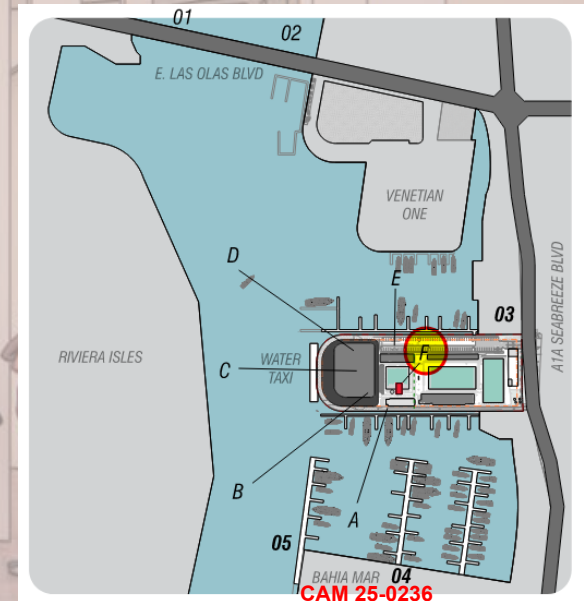 01
02
E. LAS OLAS BLVD
VENETIAN
ONE
A1A SEABREEZE BLVD
D
E
03
RIVIERA ISLES
WATER
TAXI
F
C
B
A
05
BAHIA MAR
04
CAM 25-0236